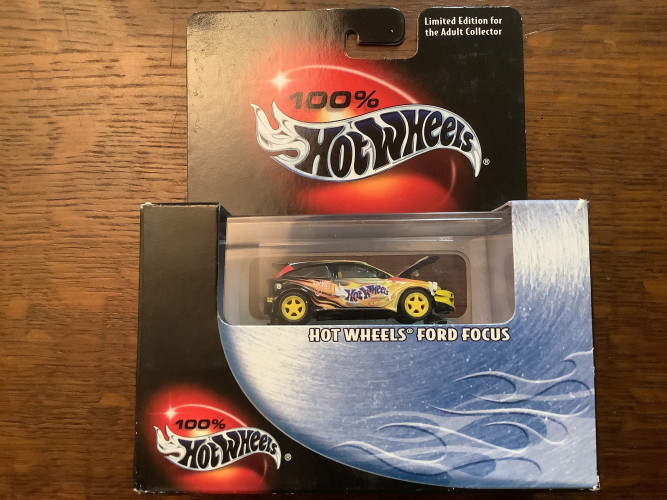 Limited Edition for
the Adult Collector
100%
Hot Wheels®
Hot Wheels
HOT WHEELS® FORD FOCUS
100%
Hot Wheels®